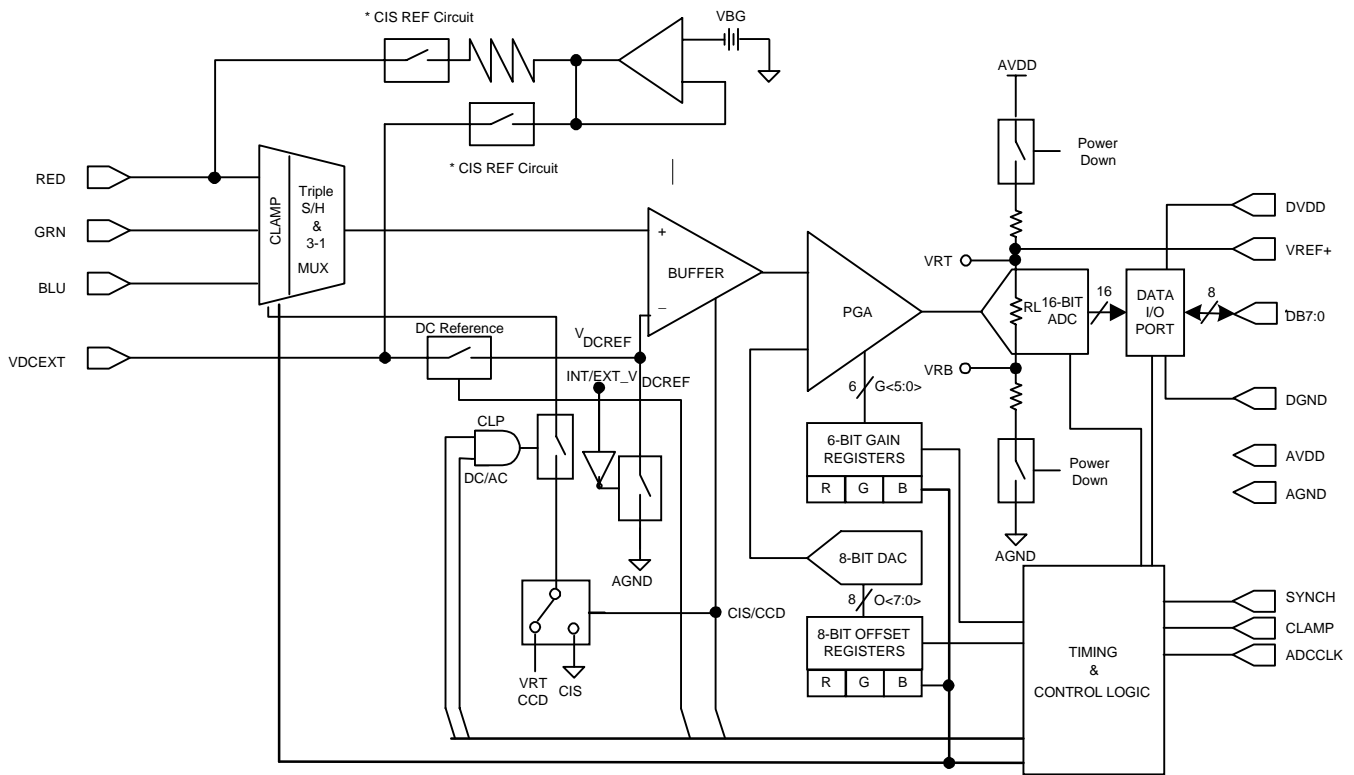 * CIS REF Circuit
VBG
AVDD
Power
Down
* CIS REF Circuit
RED
GRN
BLU
VDCEXT
CLAMP
Triple
S/H
&
3-1
MUX
+
BUFFER
–
DC Reference
VDCREF
INT/EXT_VDCREF
CLP
DC/AC
AGND
VRT
CCD
CIS
CIS/CCD
PGA
6
G<5:0>
6-BIT GAIN
REGISTERS
R G B
8-BIT DAC
8
O<7:0>
8-BIT OFFSET
REGISTERS
R G B
VRT
RL
16-BIT
ADC
VRB
16
DATA
I/O
PORT
8
Power
Down
AGND
TIMING
&
CONTROL LOGIC
DVDD
VREF+
DB7:0
DGND
AVDD
AGND
SYNCH
CLAMP
ADCCLK